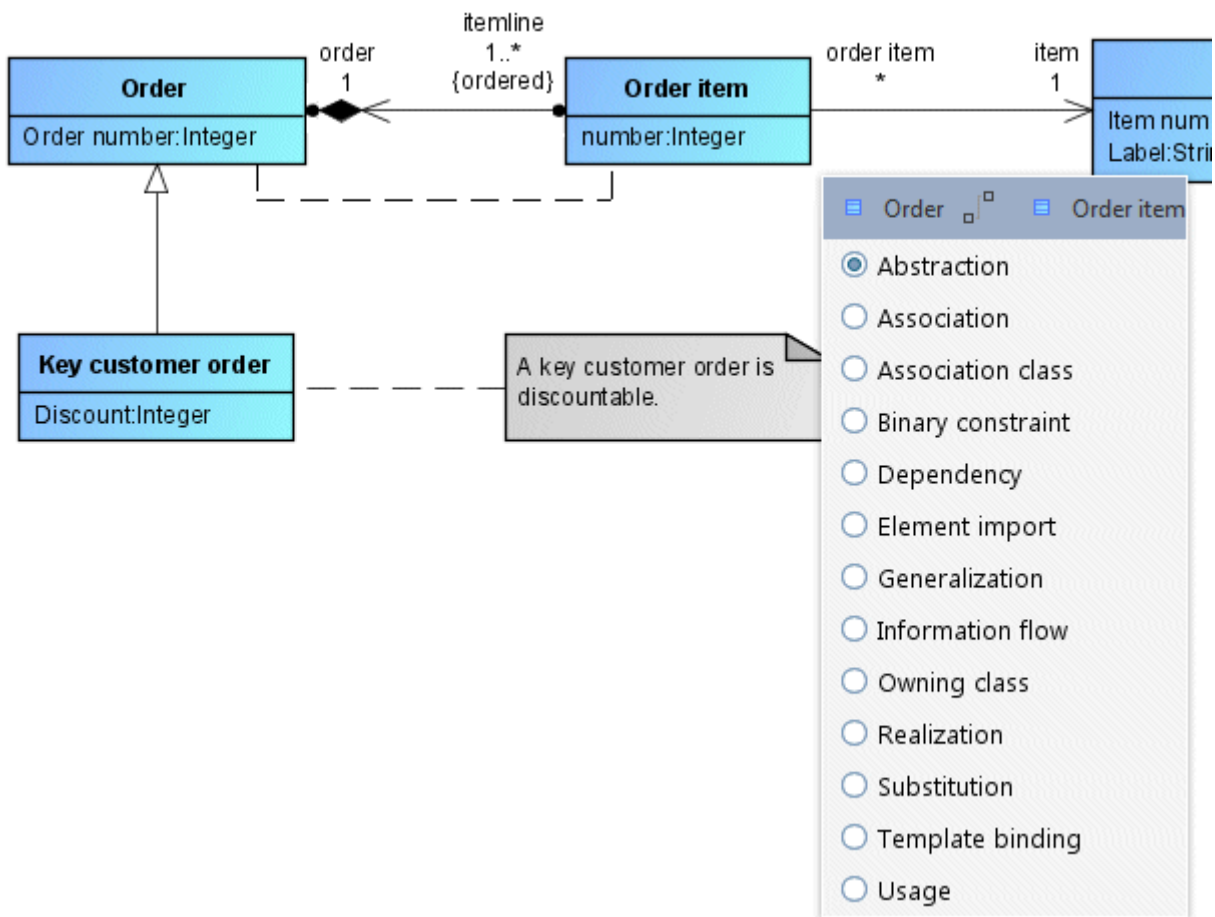 itemline
order
1..*
order item
item
1
{ordered}
*
1
Order
Order item
Order number:Integer
number:Integer
Item num
Label:Strin
Order
Order item
Abstraction
Association
Association class
Binary constraint
Dependency
Element import
Generalization
Information flow
Owning class
Realization
Substitution
Template binding
Usage
Key customer order
Discount:Integer
A key customer order is
discountable.